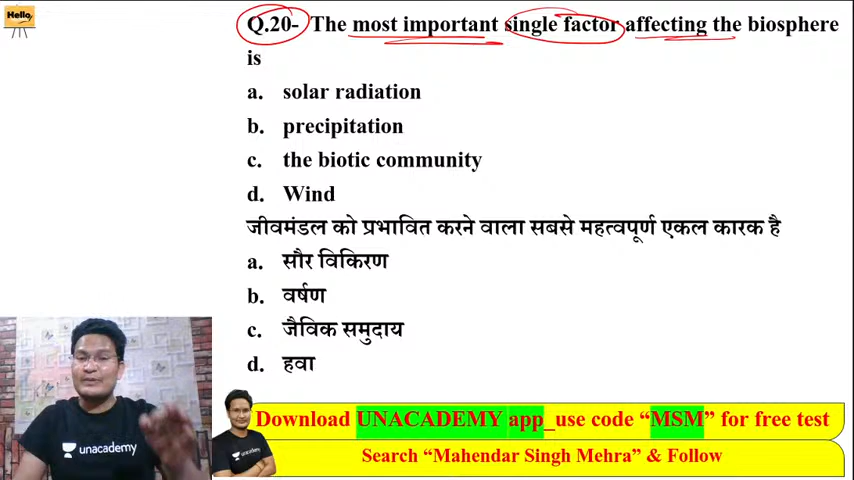 Hello
Q.20- The most important single factor affecting the biosphere
is
a. solar radiation
b. precipitation
c. the biotic community
d. Wind
जीवमंडल को प्रभावित करने वाला सबसे महत्वपूर्ण एकल कारक है
a. सौर विकिरण
b. वर्षण
c. जैविक समुदाय
d. हवा
unacademy
unacademy
Download UNACADEMY app_use code “MSM” for free test
Search “Mahendar Singh Mehra” & Follow